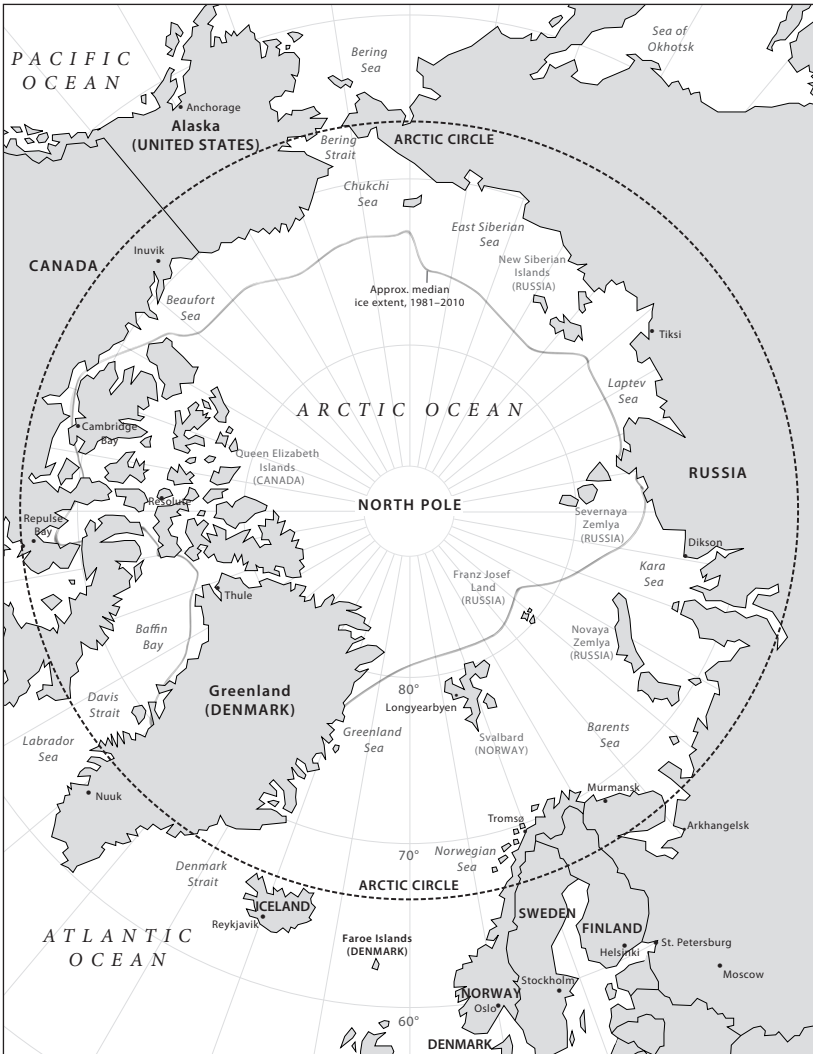 Sea of
Okhotsk
PACIFIC
OCEAN
Bering
Sea
Anchorage
Alaska
(UNITED STATES)
ARCTIC CIRCLE
Bering
Strait
Chukchi
Sea
East Siberian
Sea
Inuvik
CANADA
New Siberian
Islands
(RUSSIA)
Approx. median
ice extent, 1981–2010
Beaufort
Sea
Tiksi
Laptev
Sea
ARCTIC OCEAN
Cambridge
Bay
Queen Elizabeth
Islands
(CANADA)
RUSSIA
Resolute
NORTH POLE
Repulse
Bay
Severnaya
Zemlya
(RUSSIA)
Dikson
Kara
Sea
Franz Josef
Land
(RUSSIA)
Thule
Baffin
Bay
Novaya
Zemlya
(RUSSIA)
80°
Greenland
(DENMARK)
Longyearbyen
Davis
Strait
Greenland
Sea
Svalbard
(NORWAY)
Barents
Sea
Labrador
Sea
Nuuk
Murmansk
Tromsø
Arkhangelsk
70°
Norwegian
Sea
Denmark
Strait
ARCTIC CIRCLE
ICELAND
Reykjavik
SWEDEN
FINLAND
Helsinki
St. Petersburg
ATLANTIC
OCEAN
Faroe Islands
(DENMARK)
Moscow
Stockholm
NORWAY
Oslo
60°
DENMARK